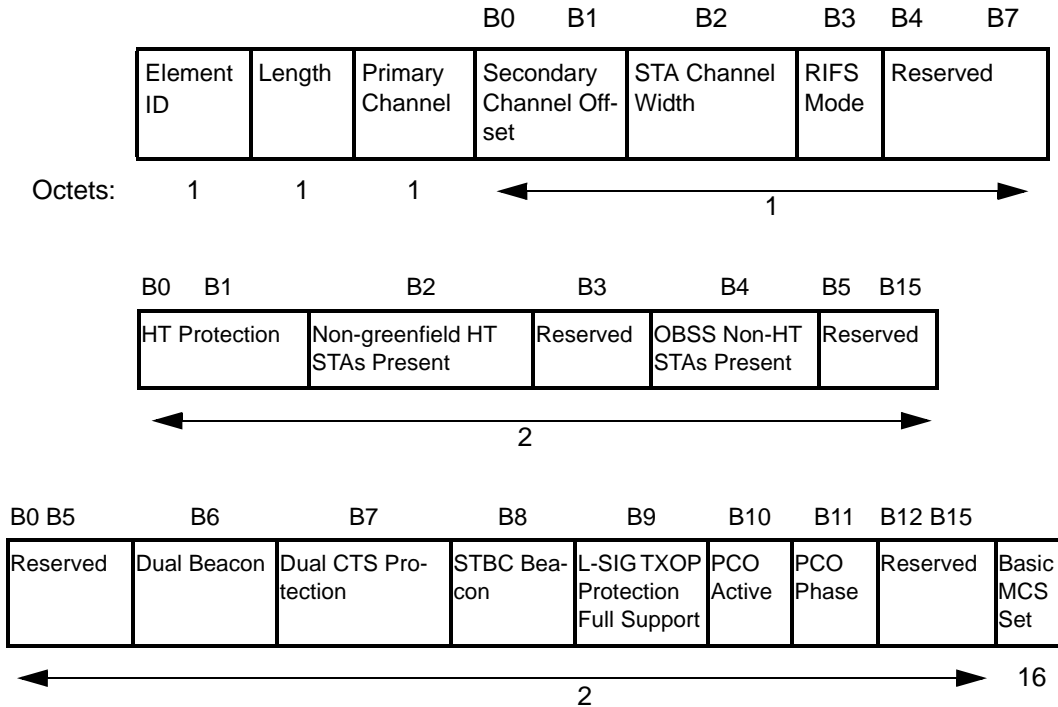 B0 B1 B2 B3 B4 B7
Element ID Length Primary Channel Secondary Channel Off- set STA Channel Width RIFS Mode Reserved
Octets: 1 1 1 1
B0 B1 B2 B3 B4 B5 B15
HT Protection Non-greenfield HT STAs Present Reserved OBSS Non-HT STAs Present Reserved
2
B0 B5 B6 B7 B8 B9 B10 B11 B12 B15
Reserved Dual Beacon Dual CTS Pro- tection STBC Bea- con L-SIG TXOP Protection Full Support PCO Active PCO Phase Reserved Basic MCS Set
2 16